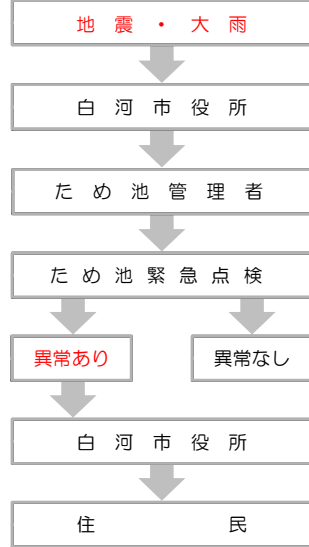 地震・大雨
白河市役所
ため池管理者
ため池緊急点検
異常あり
異常なし
白河市役所
住民